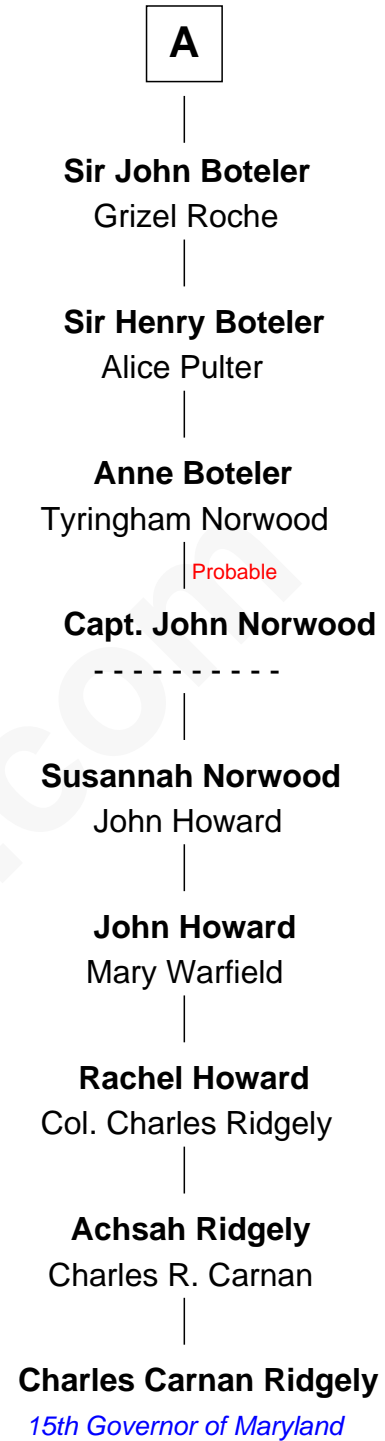 A
Sir John Boteler
Grizel Roche
Sir Henry Boteler
Alice Pulter
Anne Boteler
Tyringham Norwood
Probable
Capt. John Norwood
- - - - - - - - - -
Susannah Norwood
John Howard
John Howard
Mary Warfield
Rachel Howard
Col. Charles Ridgely
Achsah Ridgely
Charles R. Carnan
Charles Carnan Ridgely
15th Governor of Maryland